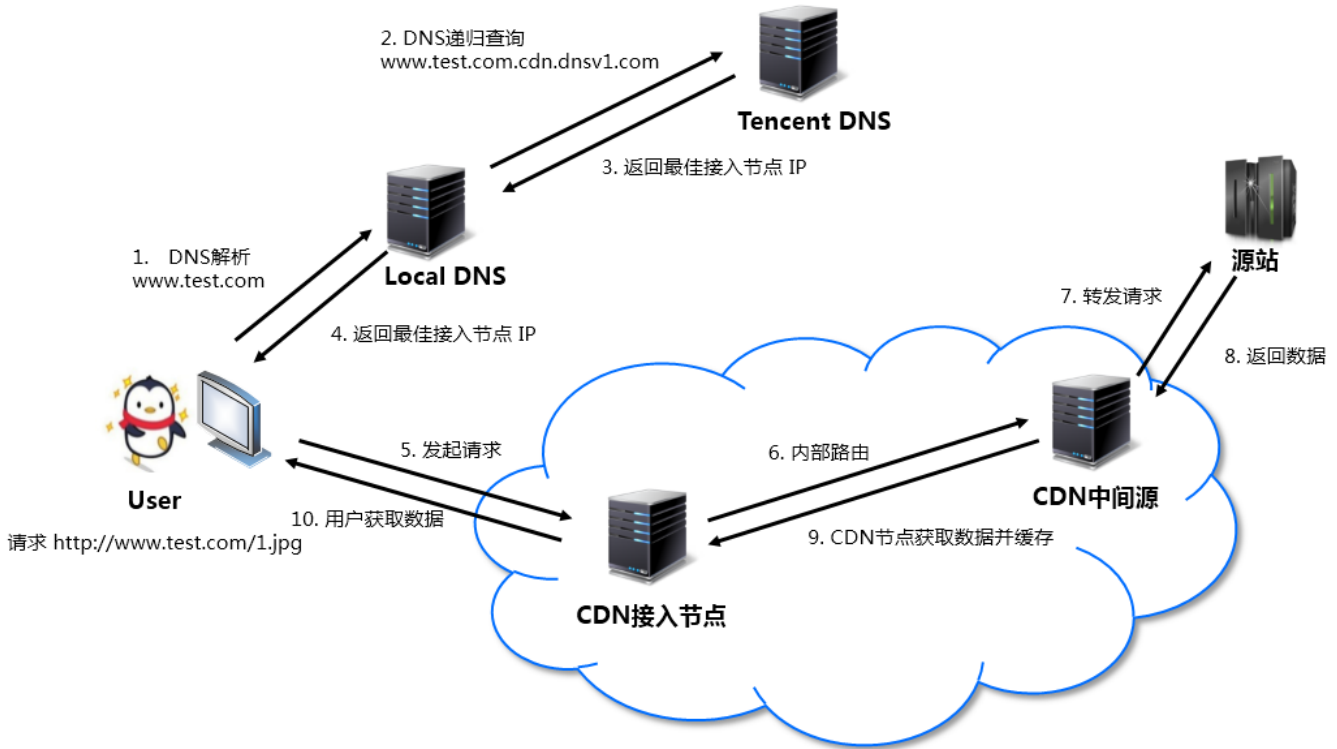 2. DNS递归查询
www.test.com.cdn.dnsv1.com
Tencent DNS
3. 返回最佳接入节点 IP
1. DNS解析
www.test.com
Local DNS
4. 返回最佳接入节点 IP
源站
7. 转发请求
8. 返回数据
5. 发起请求
6. 内部路由
User
10. 用户获取数据
CDN中间源
请求 http://www.test.com/1.jpg
9. CDN节点获取数据并缓存
CDN接入节点